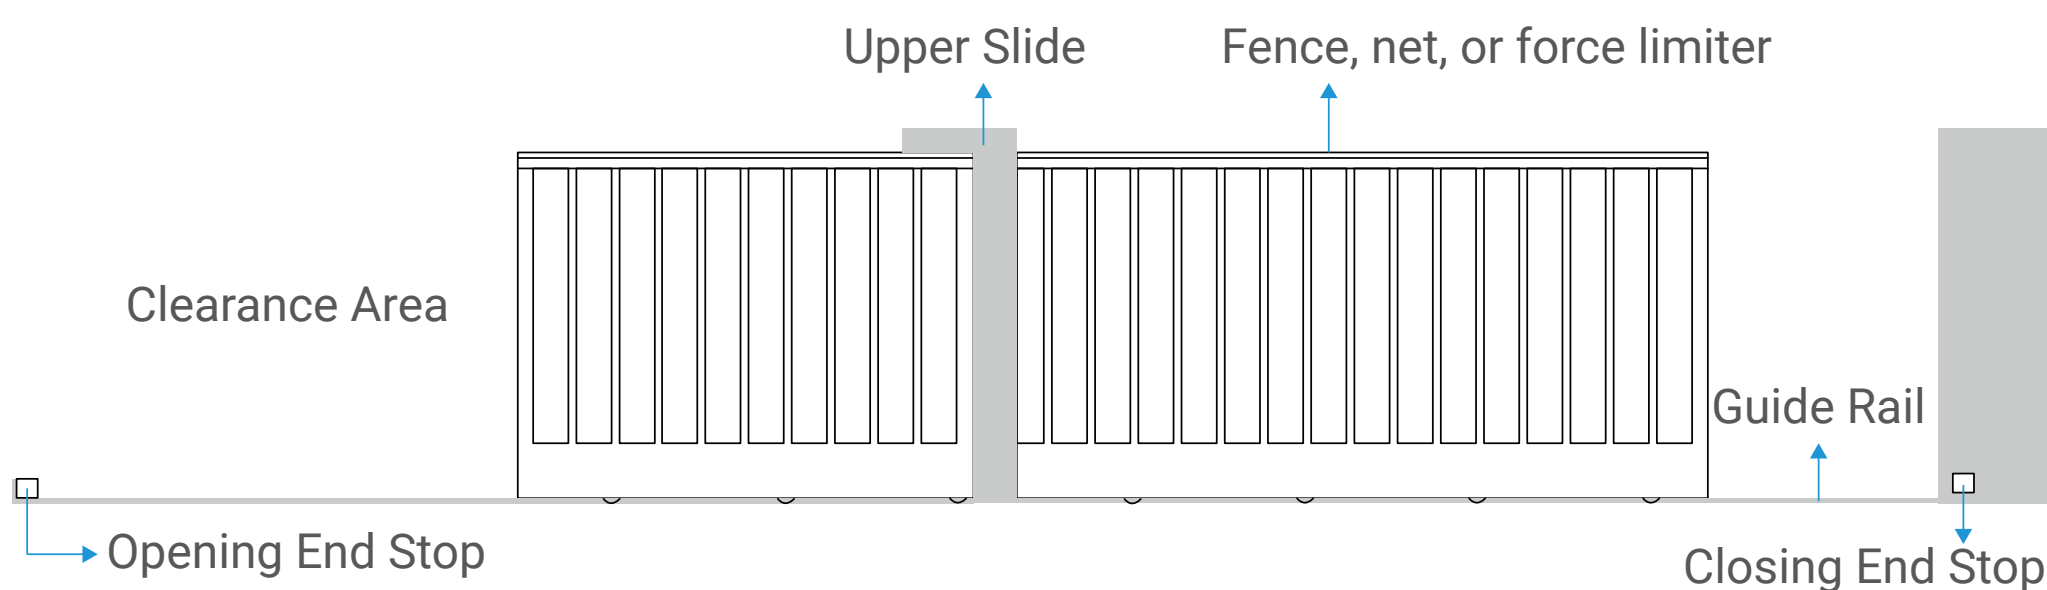 Upper Slide
Fence, net, or force limiter
Clearance Area
Guide Rail
Opening End Stop
Closing End Stop